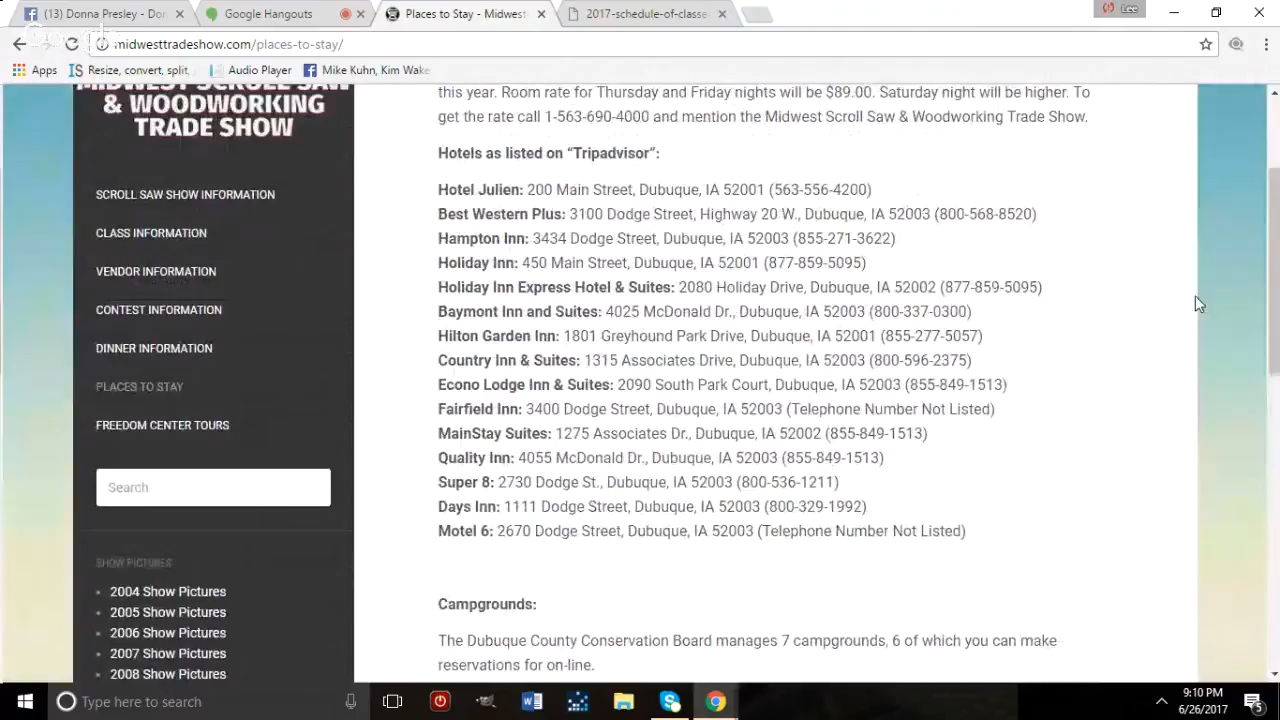 (13) Donna Presley - Don
Google Hangouts
Places to Stay - Midwest
2017-schedule-of-classe
Lee
midwesttradeshow.com/places-to-stay/
Apps
Resize, convert, split,
Audio Player
Mike Kuhn, Kim Wake
MIDWEST SCROLL SAW
& WOODWORKING
TRADE SHOW
SCROLL SAW SHOW INFORMATION
CLASS INFORMATION
VENDOR INFORMATION
CONTEST INFORMATION
DINNER INFORMATION
PLACES TO STAY
FREEDOM CENTER TOURS
Search
SHOW PICTURES
2004 Show Pictures
2005 Show Pictures
2006 Show Pictures
2007 Show Pictures
2008 Show Pictures
this year. Room rate for Thursday and Friday nights will be $89.00. Saturday night will be higher. To
get the rate call 1-563-690-4000 and mention the Midwest Scroll Saw & Woodworking Trade Show.
Hotels as listed on “Tripadvisor”:
Hotel Julien: 200 Main Street, Dubuque, IA 52001 (563-556-4200)
Best Western Plus: 3100 Dodge Street, Highway 20 W., Dubuque, IA 52003 (800-568-8520)
Hampton Inn: 3434 Dodge Street, Dubuque, IA 52003 (855-271-3622)
Holiday Inn: 450 Main Street, Dubuque, IA 52001 (877-859-5095)
Holiday Inn Express Hotel & Suites: 2080 Holiday Drive, Dubuque, IA 52002 (877-859-5095)
Baymont Inn and Suites: 4025 McDonald Dr., Dubuque, IA 52003 (800-337-0300)
Hilton Garden Inn: 1801 Greyhound Park Drive, Dubuque, IA 52001 (855-277-5057)
Country Inn & Suites: 1315 Associates Drive, Dubuque, IA 52003 (800-596-2375)
Econo Lodge Inn & Suites: 2090 South Park Court, Dubuque, IA 52003 (855-849-1513)
Fairfield Inn: 3400 Dodge Street, Dubuque, IA 52003 (Telephone Number Not Listed)
MainStay Suites: 1275 Associates Dr., Dubuque, IA 52002 (855-849-1513)
Quality Inn: 4055 McDonald Dr., Dubuque, IA 52003 (855-849-1513)
Super 8: 2730 Dodge St., Dubuque, IA 52003 (800-536-1211)
Days Inn: 1111 Dodge Street, Dubuque, IA 52003 (800-329-1992)
Motel 6: 2670 Dodge Street, Dubuque, IA 52003 (Telephone Number Not Listed)
Campgrounds:
The Dubuque County Conservation Board manages 7 campgrounds, 6 of which you can make
reservations for on-line.
Type here to search
9:10 PM
6/26/2017
5